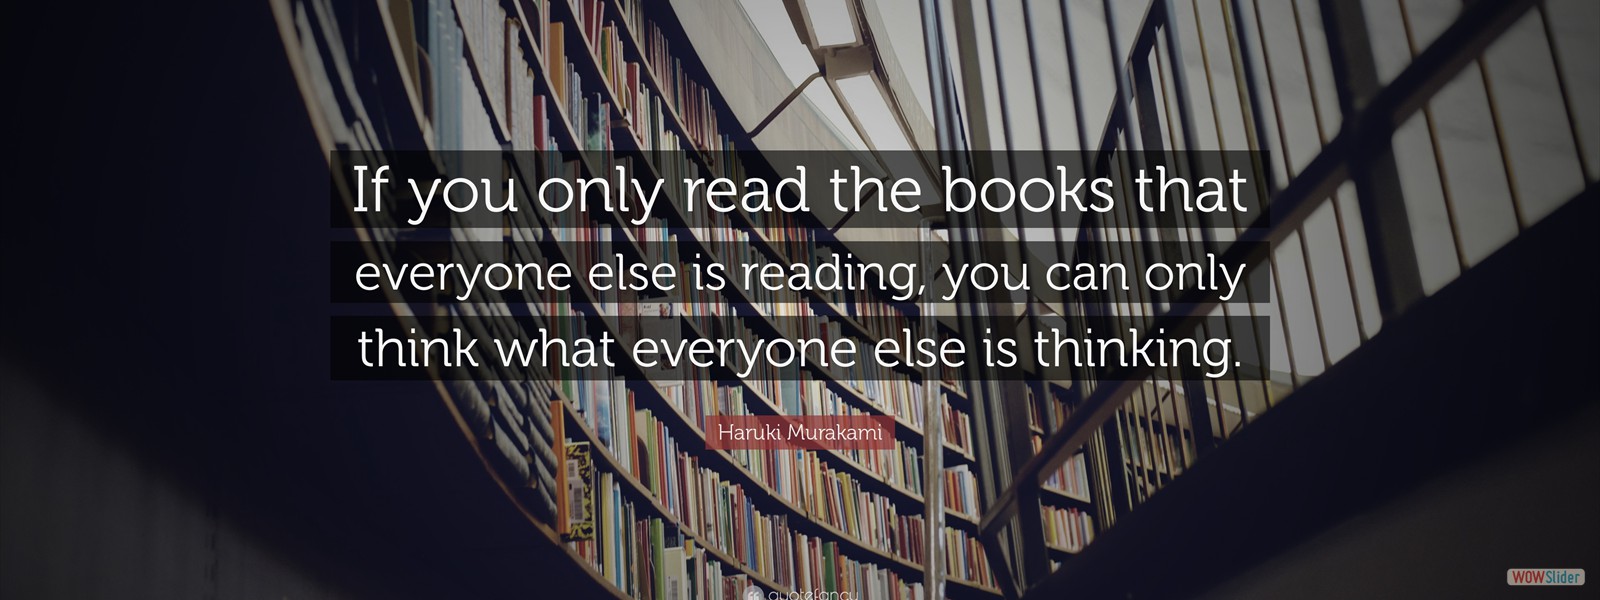 If you only read the books that
everyone else is reading, you can only
think what everyone else is thinking.
Haruki Murakami
quotefancy
WOWSlider